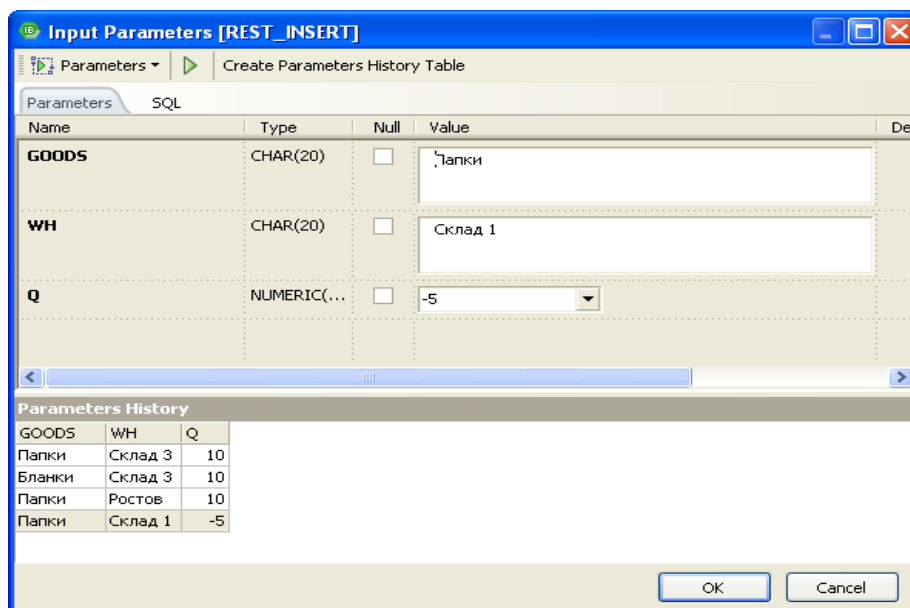 Input Parameters [REST_INSERT]
Parameters Create Parameters History Table
Parameters SQL
Name Type Null Value De
GOODS CHAR(20) Папки
WH CHAR(20) Склад 1
Q NUMERIC(... -5
Parameters History
GOODS WH Q
Папки Склад 3 10
Бланки Склад 3 10
Папки Ростов 10
Папки Склад 1 -5
OK Cancel